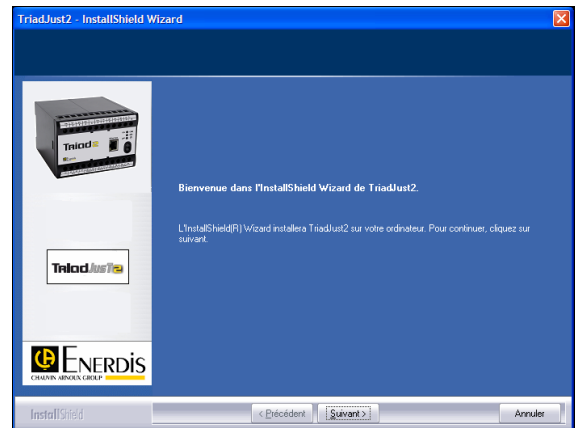 TriadJust2 - InstallShield Wizard
Triad2
Bienvenue dans l'InstallShield Wizard de TriadJust2.
L'InstallShield(R) Wizard installera TriadJust2 sur votre ordinateur. Pour continuer, cliquez sur
suivant.
TriadJust2
ENERDIS
CHAUVIN ARNOUX GROUP
InstallShield
< Précédent
Suivant >
Annuler